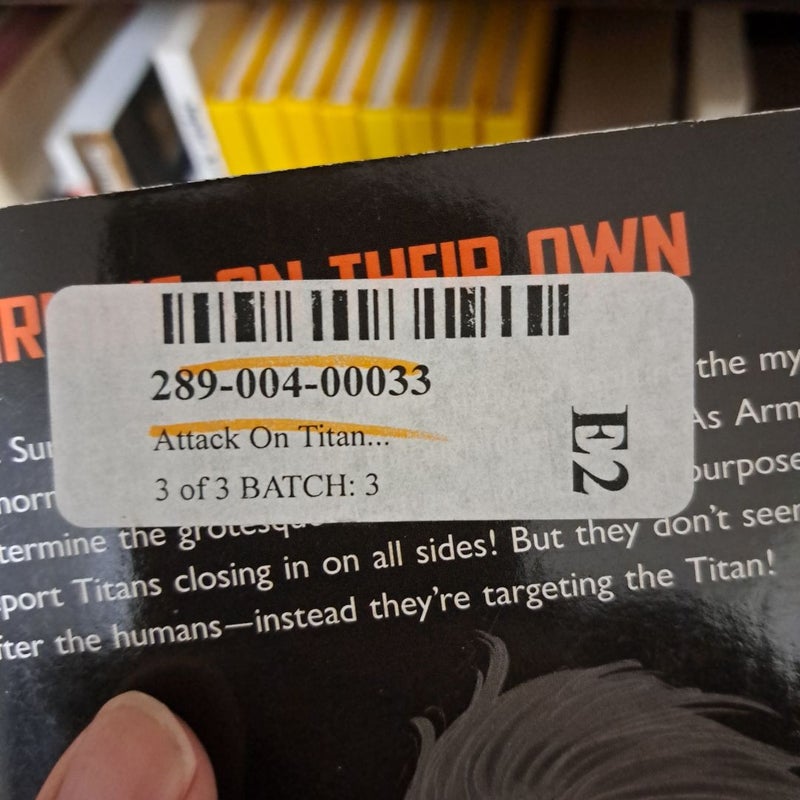 ON THEIR OWN
289-004-00033
Attack On Titan...
3 of 3 BATCH: 3
E2
the my
As Arm
purpose
termine the grotesqu
port Titans closing in on all sides! But they don't seem
fter the humans—instead they're targeting the Titan!